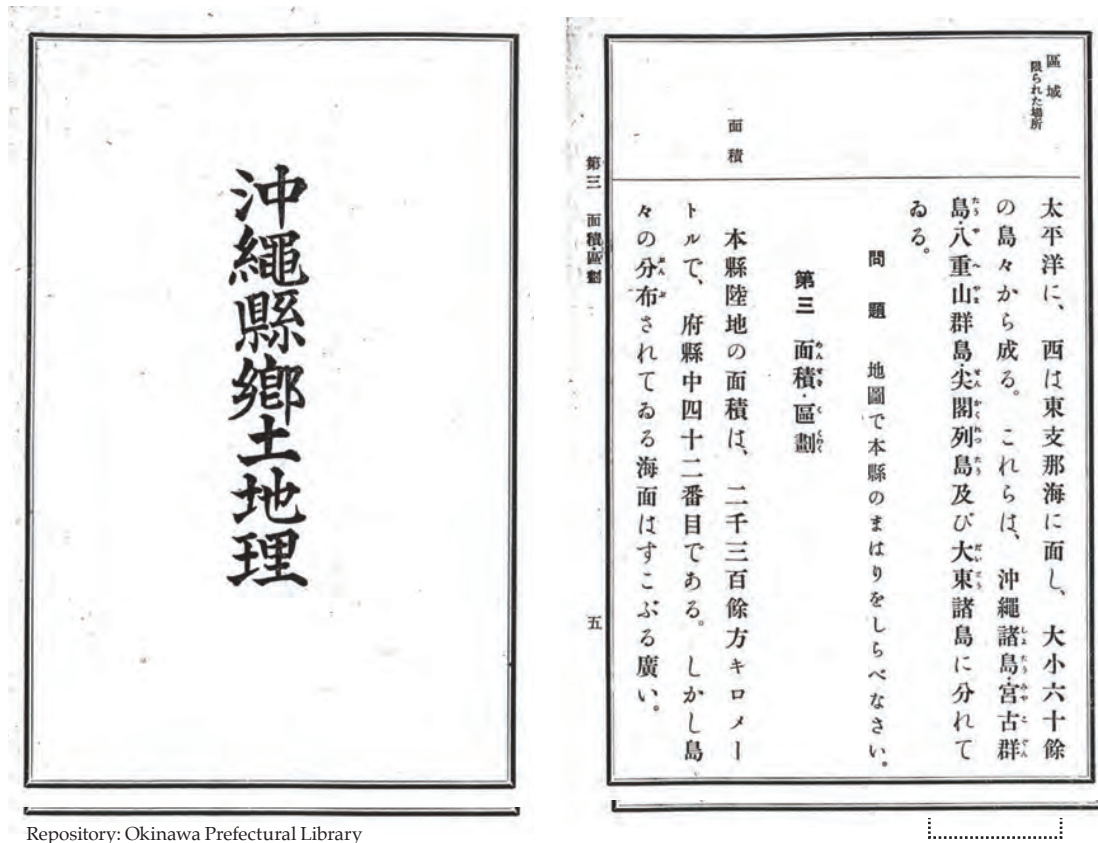 沖繩縣鄕土地理
區域
限られた場所
太平洋に、西は東支那海に面し、大小六十餘
の島々から成る。これらは、沖繩諸島・宮古群
島・八重山群島・尖閣列島及び大東諸島に分れて
ゐる。
問題 地圖で本縣のまはりをしらべなさい。
第三 面積・區劃
面積
本縣陸地の面積は、二千三百餘方キロメー
トルで、府縣中四十二番目である。しかし島
々の分布されてゐる海面はすこぶる廣い。
第三 面積・區劃
五
Repository: Okinawa Prefectural Library